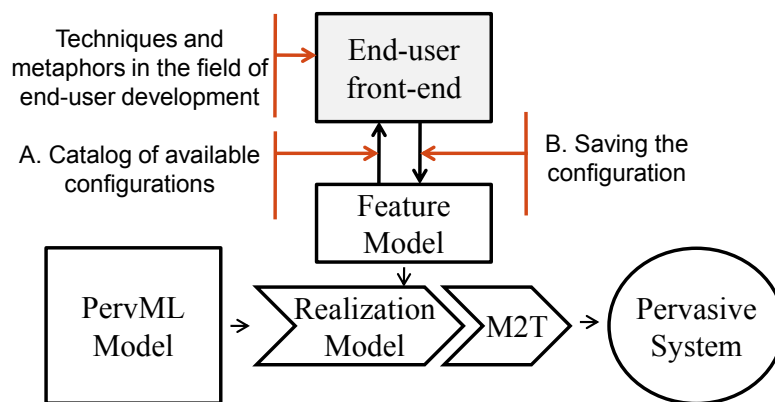 Techniques and
metaphors in the field of
end-user development
End-user
front-end
A. Catalog of available
configurations
B. Saving the
configuration
Feature
Model
PervML
Model
Realization
Model
M2T
Pervasive
System